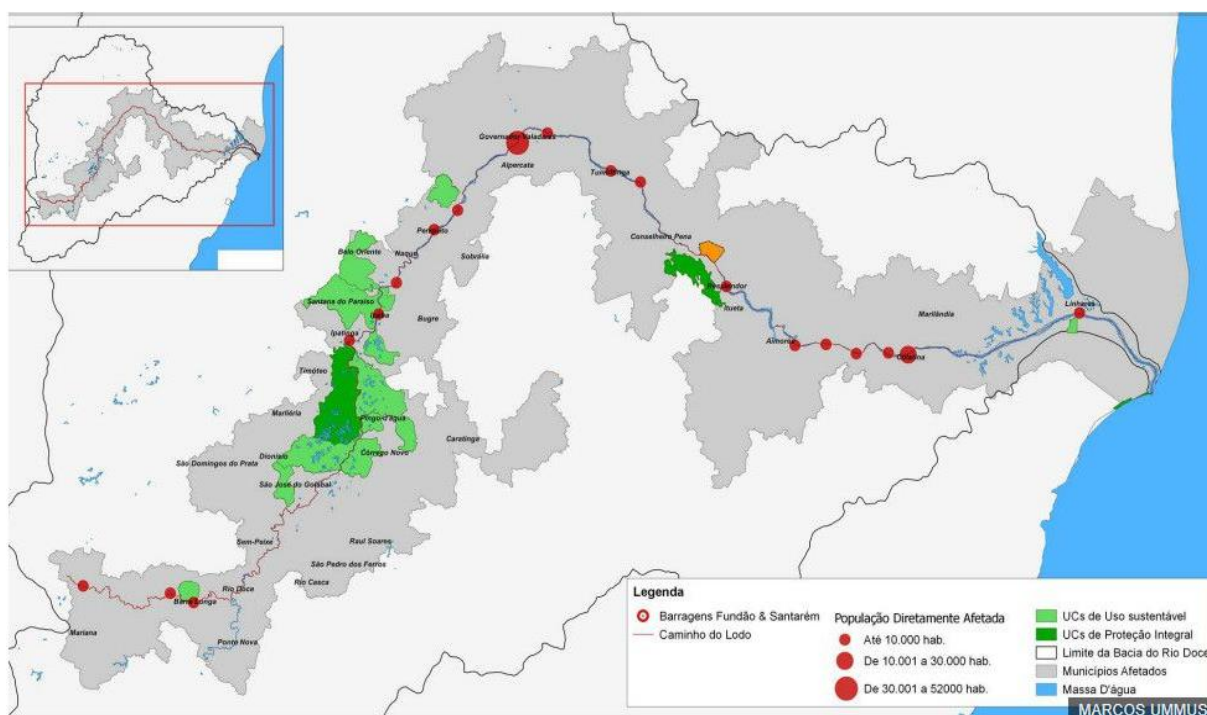 Governador Valadares
Alpercata
Tumiritinga
Periquito
Conselheiro Pena
Belo Oriente
Naque
Sobrália
Resplendor
Itueta
Santana do Paraíso
Ipaba
Bugre
Marilândia
Linhares
Ipatinga
Aimorés
Colatina
Timóteo
Marliéria
Pingo-d'água
Caratinga
Dionísio
Córrego Novo
São Domingos do Prata
São José do Goiabal
Sem-Peixe
Raul Soares
São Pedro dos Ferros
Rio Doce
Rio Casca
Barra Longa
Mariana
Ponte Nova
Legenda
Barragens Fundão & Santarém
Caminho do Lodo
População Diretamente Afetada
Até 10.000 hab.
De 10.001 a 30.000 hab.
De 30.001 a 52000 hab.
UCs de Uso sustentável
UCs de Proteção Integral
Limite da Bacia do Rio Doce
Municípios Afetados
Massa D'água
MARCOS UMMUS